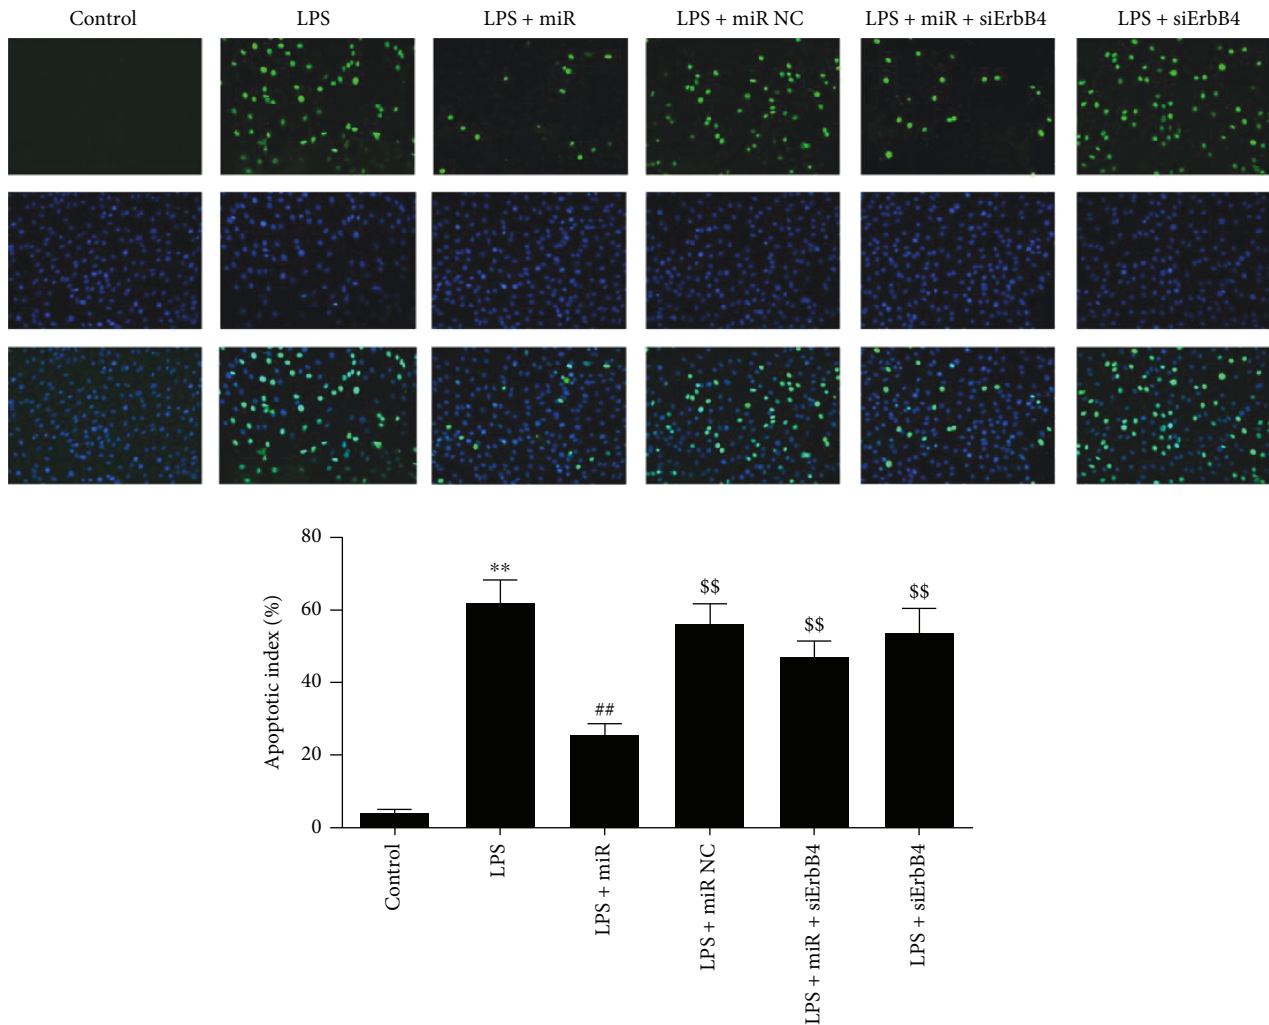 Control
LPS
LPS + miR
LPS + miR NC
LPS + miR + siErbB4
LPS + siErbB4
80
60
40
20
0
Apoptotic index (%)
**
##
$$
$$
$$
Control
LPS
LPS + miR
LPS + miR NC
LPS + miR + siErbB4
LPS + siErbB4